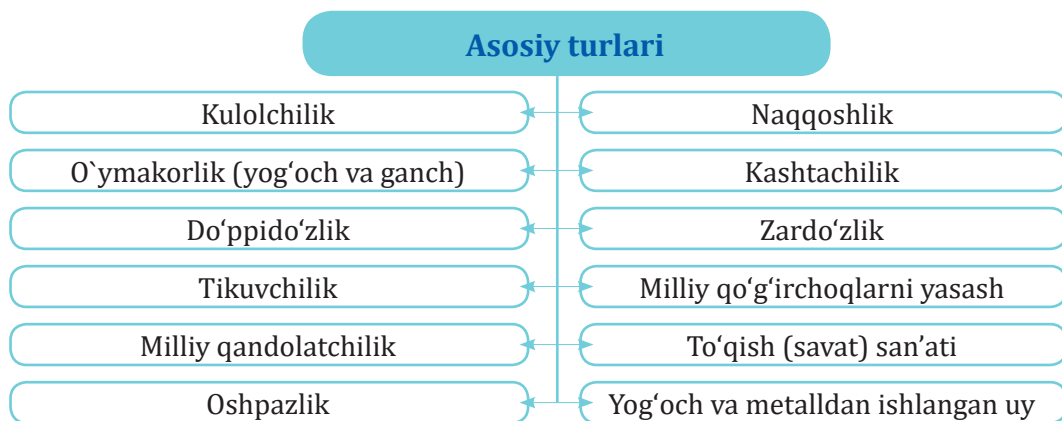 Asosiy turlari
Kulolchilik
Naqqoshlik
O`ymakorlik (yog‘och va ganch)
Kashtachilik
Do‘ppido‘zlik
Zardo‘zlik
Tikuvchilik
Milliy qo‘g‘irchoqlarni yasash
Milliy qandolatchilik
To‘qish (savat) san’ati
Oshpazlik
Yog‘och va metalldan ishlangan uy